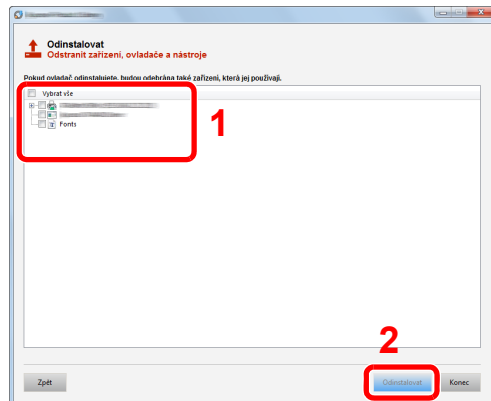 Odinstalovat
Odstranit zařízení, ovladače a nástroje
Pokud ovladač odinstalujete, budou odebrána také zařízení, která jej používají.
Vybrat vše
Fonts
1
2
Zpět
Odinstalovat
Konec